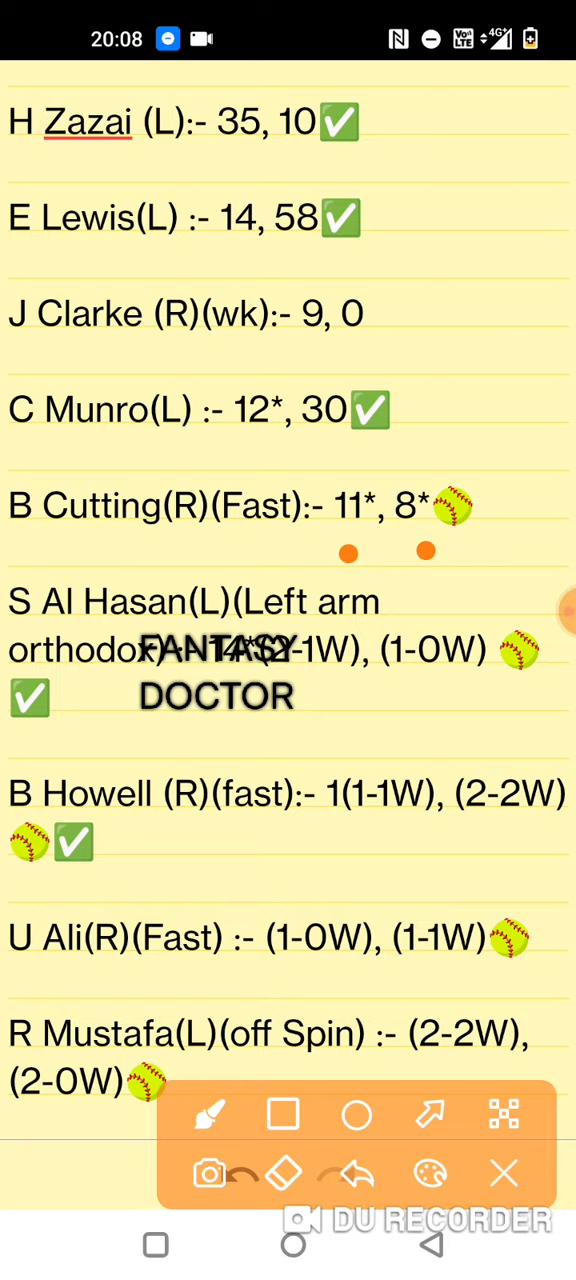 20:08
H Zazai (L):- 35, 10✅
E Lewis(L) :- 14, 58✅
J Clarke (R)(wk):- 9, 0
C Munro(L) :- 12*, 30✅
B Cutting(R)(Fast):- 11*, 8*🥎
S Al Hasan(L)(Left arm
orthodox) :- 14*(2-1W), (1-0W) 🥎
✅
FANTASY
DOCTOR
B Howell (R)(fast):- 1(1-1W), (2-2W)
🥎✅
U Ali(R)(Fast) :- (1-0W), (1-1W)🥎
R Mustafa(L)(off Spin) :- (2-2W),
(2-0W)🥎
DU RECORDER